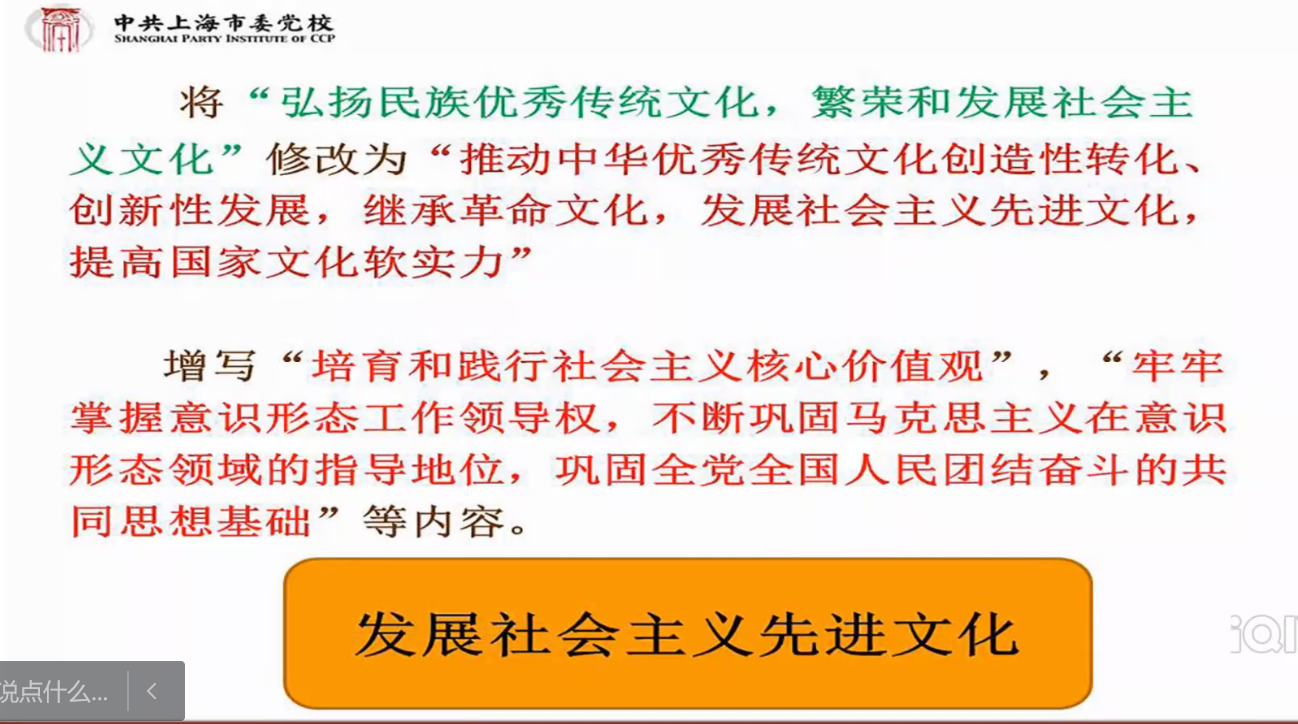 中共上海市委党校
SHANGHAI PARTY INSTITUTE OF CCP
将“弘扬民族优秀传统文化，繁荣和发展社会主
义文化”修改为“推动中华优秀传统文化创造性转化、
创新性发展，继承革命文化，发展社会主义先进文化，
提高国家文化软实力”
增写“培育和践行社会主义核心价值观”，“牢牢
掌握意识形态工作领导权，不断巩固马克思主义在意识
形态领域的指导地位，巩固全党全国人民团结奋斗的共
同思想基础”等内容。
发展社会主义先进文化
说点什么...